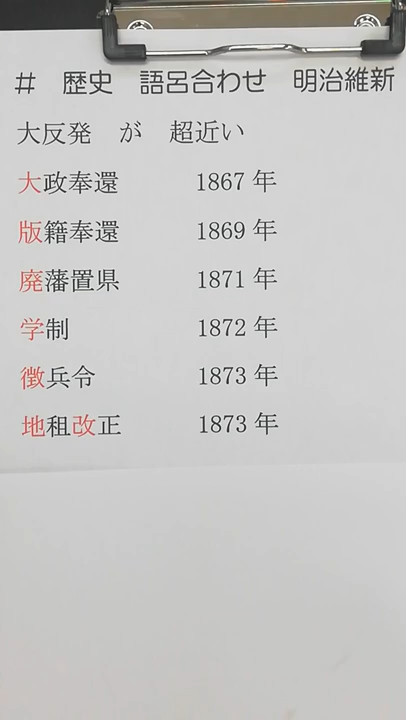 # 歴史 語呂合わせ 明治維新
大反発 が 超近い
大政奉還 1867年
版籍奉還 1869年
廃藩置県 1871年
学制 1872年
徴兵令 1873年
地租改正 1873年